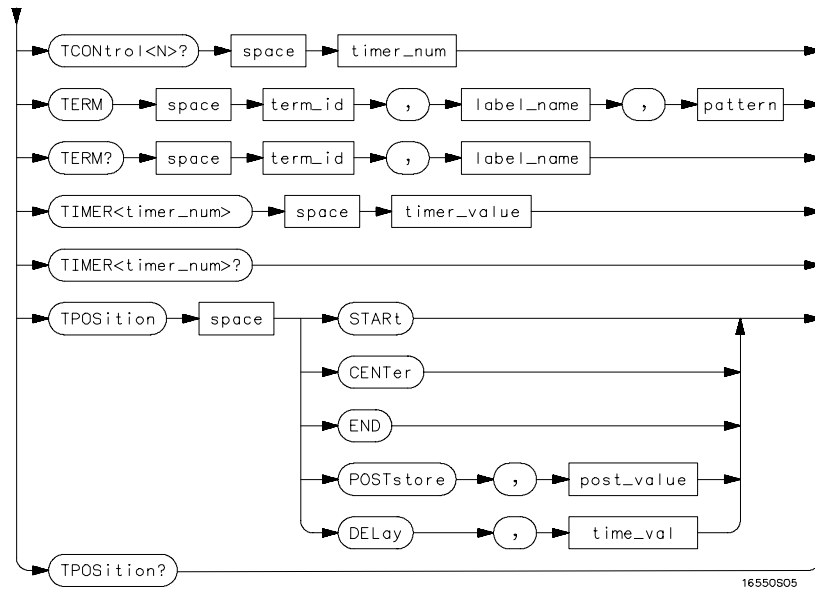 TCONtrol<N>? space timer_num
TERM space term_id , label_name , pattern
TERM? space term_id , label_name
TIMER<timer_num> space timer_value
TIMER<timer_num>?
TPOSition space STARt
CENTer
END
POSTstore , post_value
DELay , time_val
TPOSition?
16550S05